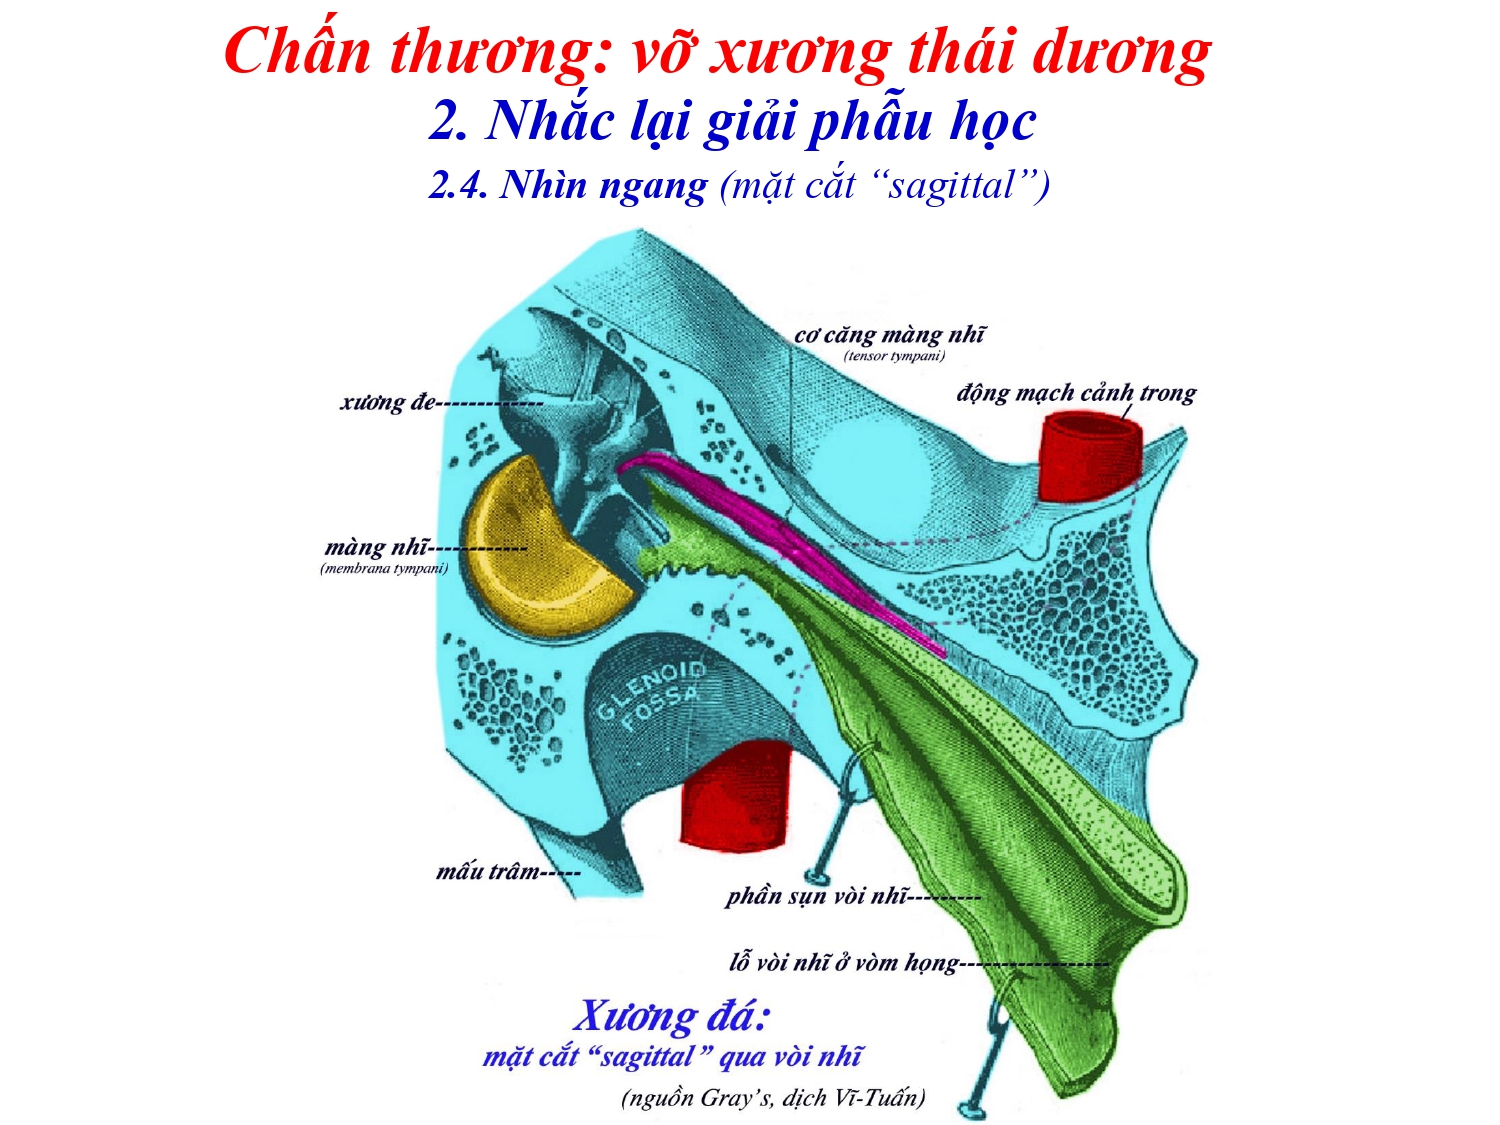 Chấn thương: vỡ xương thái dương
2. Nhắc lại giải phẫu học
2.4. Nhìn ngang (mặt cắt “sagittal”)
cơ căng màng nhĩ
(tensor tympani)
động mạch cảnh trong
xương đe
màng nhĩ
(membrana tympani)
GLENOID
FOSSA
mấu trâm
phần sụn vòi nhĩ
lỗ vòi nhĩ ở vòm họng
Xương đá:
mặt cắt “sagittal” qua vòi nhĩ
(nguồn Gray’s, dịch Vĩ-Tuấn)